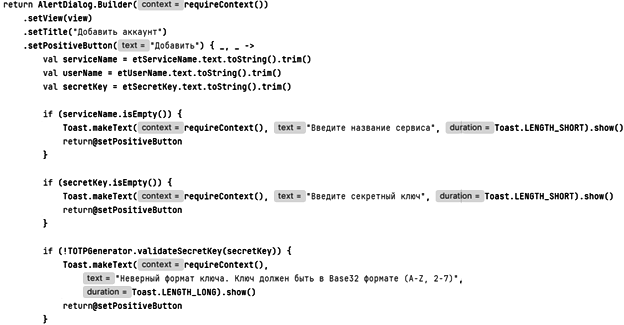 return AlertDialog.Builder( context = requireContext())
.setView(view)
.setTitle("Добавить аккаунт")
.setPositiveButton( text = "Добавить") { _, _ ->
val serviceName = etServiceName.text.toString().trim()
val userName = etUserName.text.toString().trim()
val secretKey = etSecretKey.text.toString().trim()
if (serviceName.isEmpty()) {
Toast.makeText( context = requireContext(), text = "Введите название сервиса", duration = Toast.LENGTH_SHORT).show()
return@setPositiveButton
}
if (secretKey.isEmpty()) {
Toast.makeText( context = requireContext(), text = "Введите секретный ключ", duration = Toast.LENGTH_SHORT).show()
return@setPositiveButton
}
if (!TOTPGenerator.validateSecretKey(secretKey)) {
Toast.makeText( context = requireContext(),
text = "Неверный формат ключа. Ключ должен быть в Base32 формате (A-Z, 2-7)",
duration = Toast.LENGTH_LONG).show()
return@setPositiveButton
}